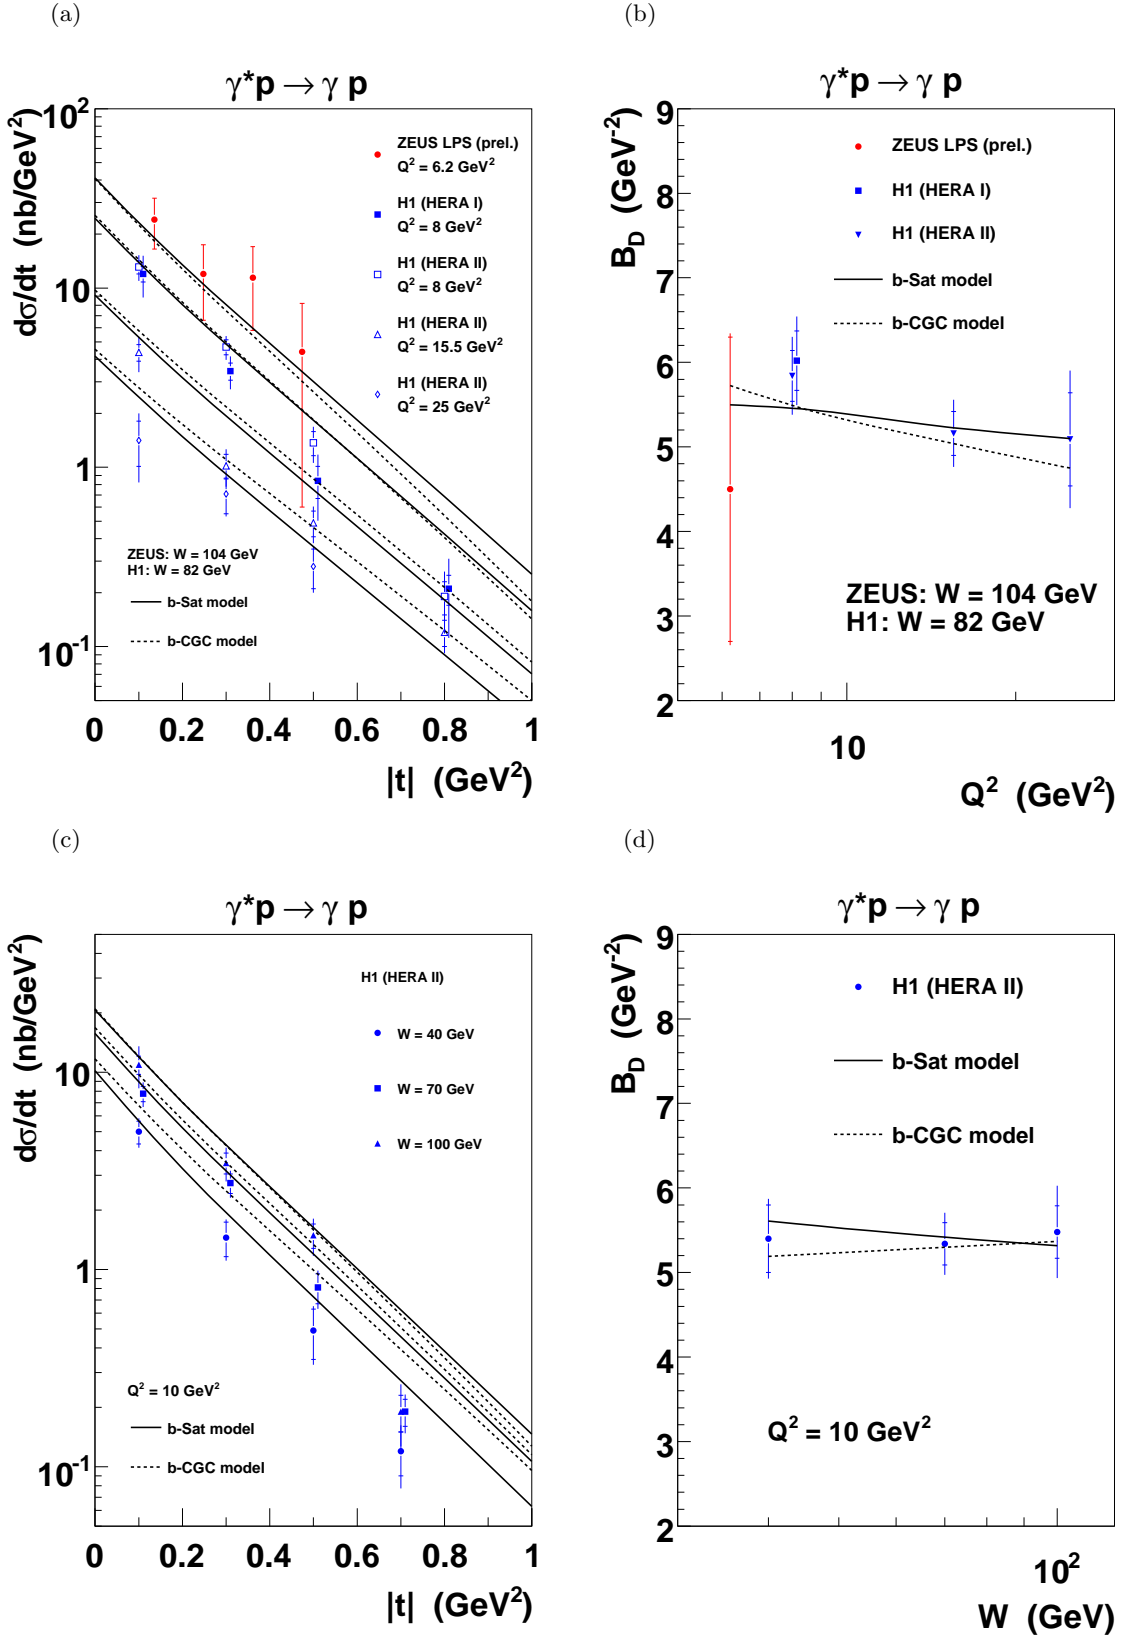 (a)
γ*p → γ p
dσ/dt (nb/GeV²)
10²
10
1
10⁻¹
ZEUS LPS (prel.)
Q² = 6.2 GeV²
H1 (HERA I)
Q² = 8 GeV²
H1 (HERA II)
Q² = 8 GeV²
H1 (HERA II)
Q² = 15.5 GeV²
H1 (HERA II)
Q² = 25 GeV²
ZEUS: W = 104 GeV
H1: W = 82 GeV
b-Sat model
b-CGC model
0 0.2 0.4 0.6 0.8 1
|t| (GeV²)
(b)
γ*p → γ p
B_D (GeV⁻²)
9
8
7
6
5
4
3
2
ZEUS LPS (prel.)
H1 (HERA I)
H1 (HERA II)
b-Sat model
b-CGC model
ZEUS: W = 104 GeV
H1: W = 82 GeV
10
Q² (GeV²)
(c)
γ*p → γ p
dσ/dt (nb/GeV²)
10
1
10⁻¹
H1 (HERA II)
W = 40 GeV
W = 70 GeV
W = 100 GeV
Q² = 10 GeV²
b-Sat model
b-CGC model
0 0.2 0.4 0.6 0.8 1
|t| (GeV²)
(d)
γ*p → γ p
B_D (GeV⁻²)
9
8
7
6
5
4
3
2
H1 (HERA II)
b-Sat model
b-CGC model
Q² = 10 GeV²
10²
W (GeV)